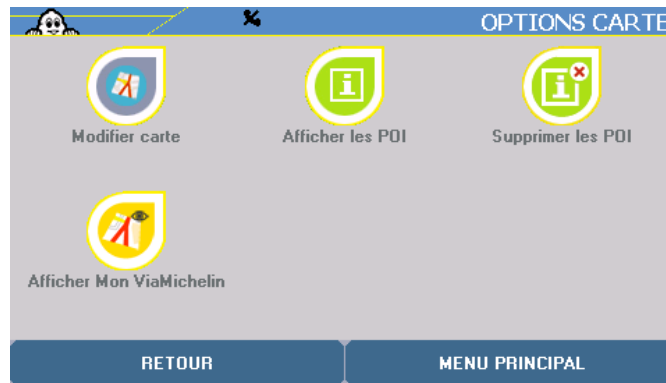 OPTIONS CARTE
Modifier carte
Afficher les POI
Supprimer les POI
Afficher Mon ViaMichelin
RETOUR
MENU PRINCIPAL